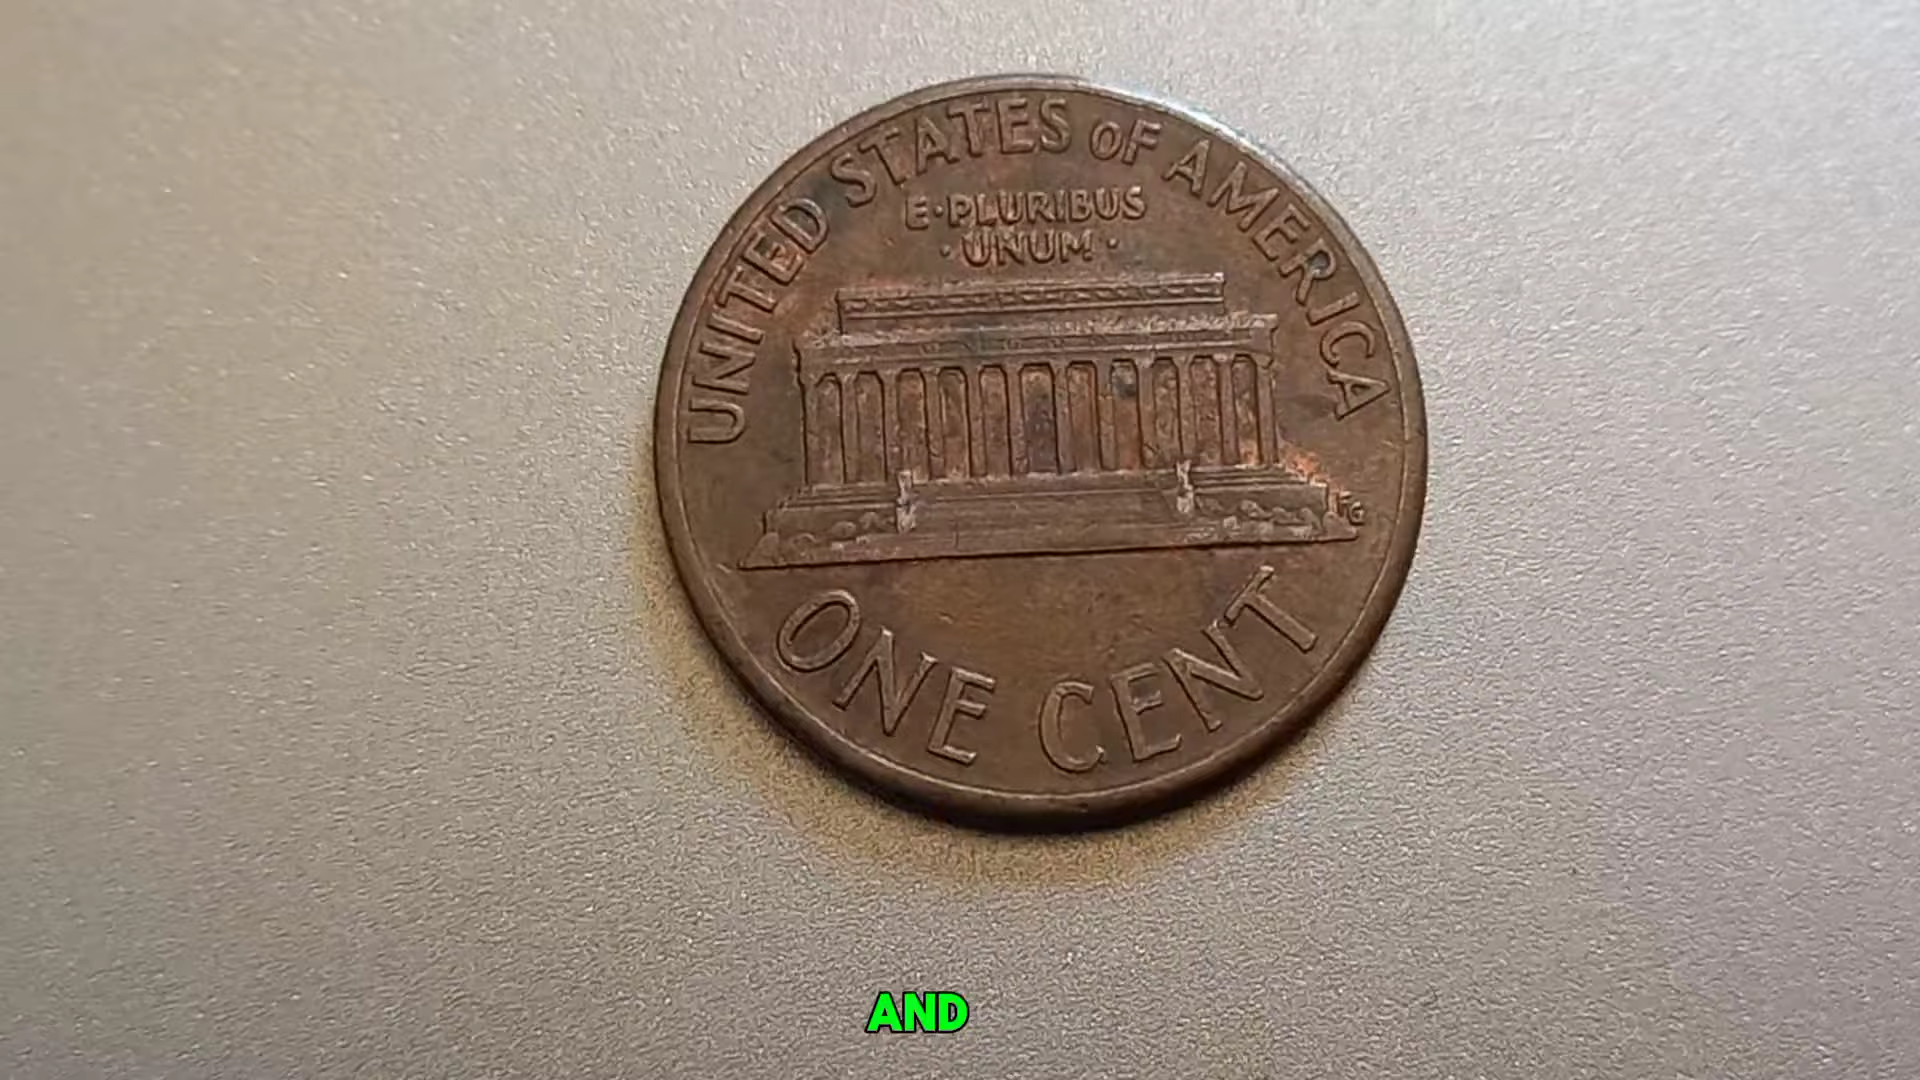 UNITED STATES OF AMERICA
E·PLURIBUS
·UNUM·
FG
ONE CENT
AND